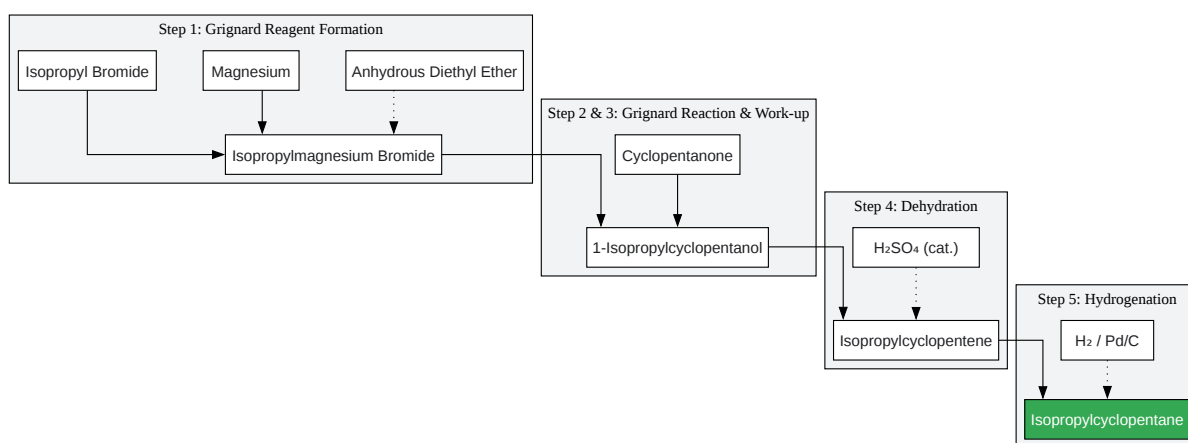 Step 1: Grignard Reagent Formation
Isopropyl Bromide
Magnesium
Anhydrous Diethyl Ether
Isopropylmagnesium Bromide
Step 2 & 3: Grignard Reaction & Work-up
Cyclopentanone
1-Isopropylcyclopentanol
Step 4: Dehydration
H₂SO₄ (cat.)
Isopropylcyclopentene
Step 5: Hydrogenation
H₂ / Pd/C
Isopropylcyclopentane